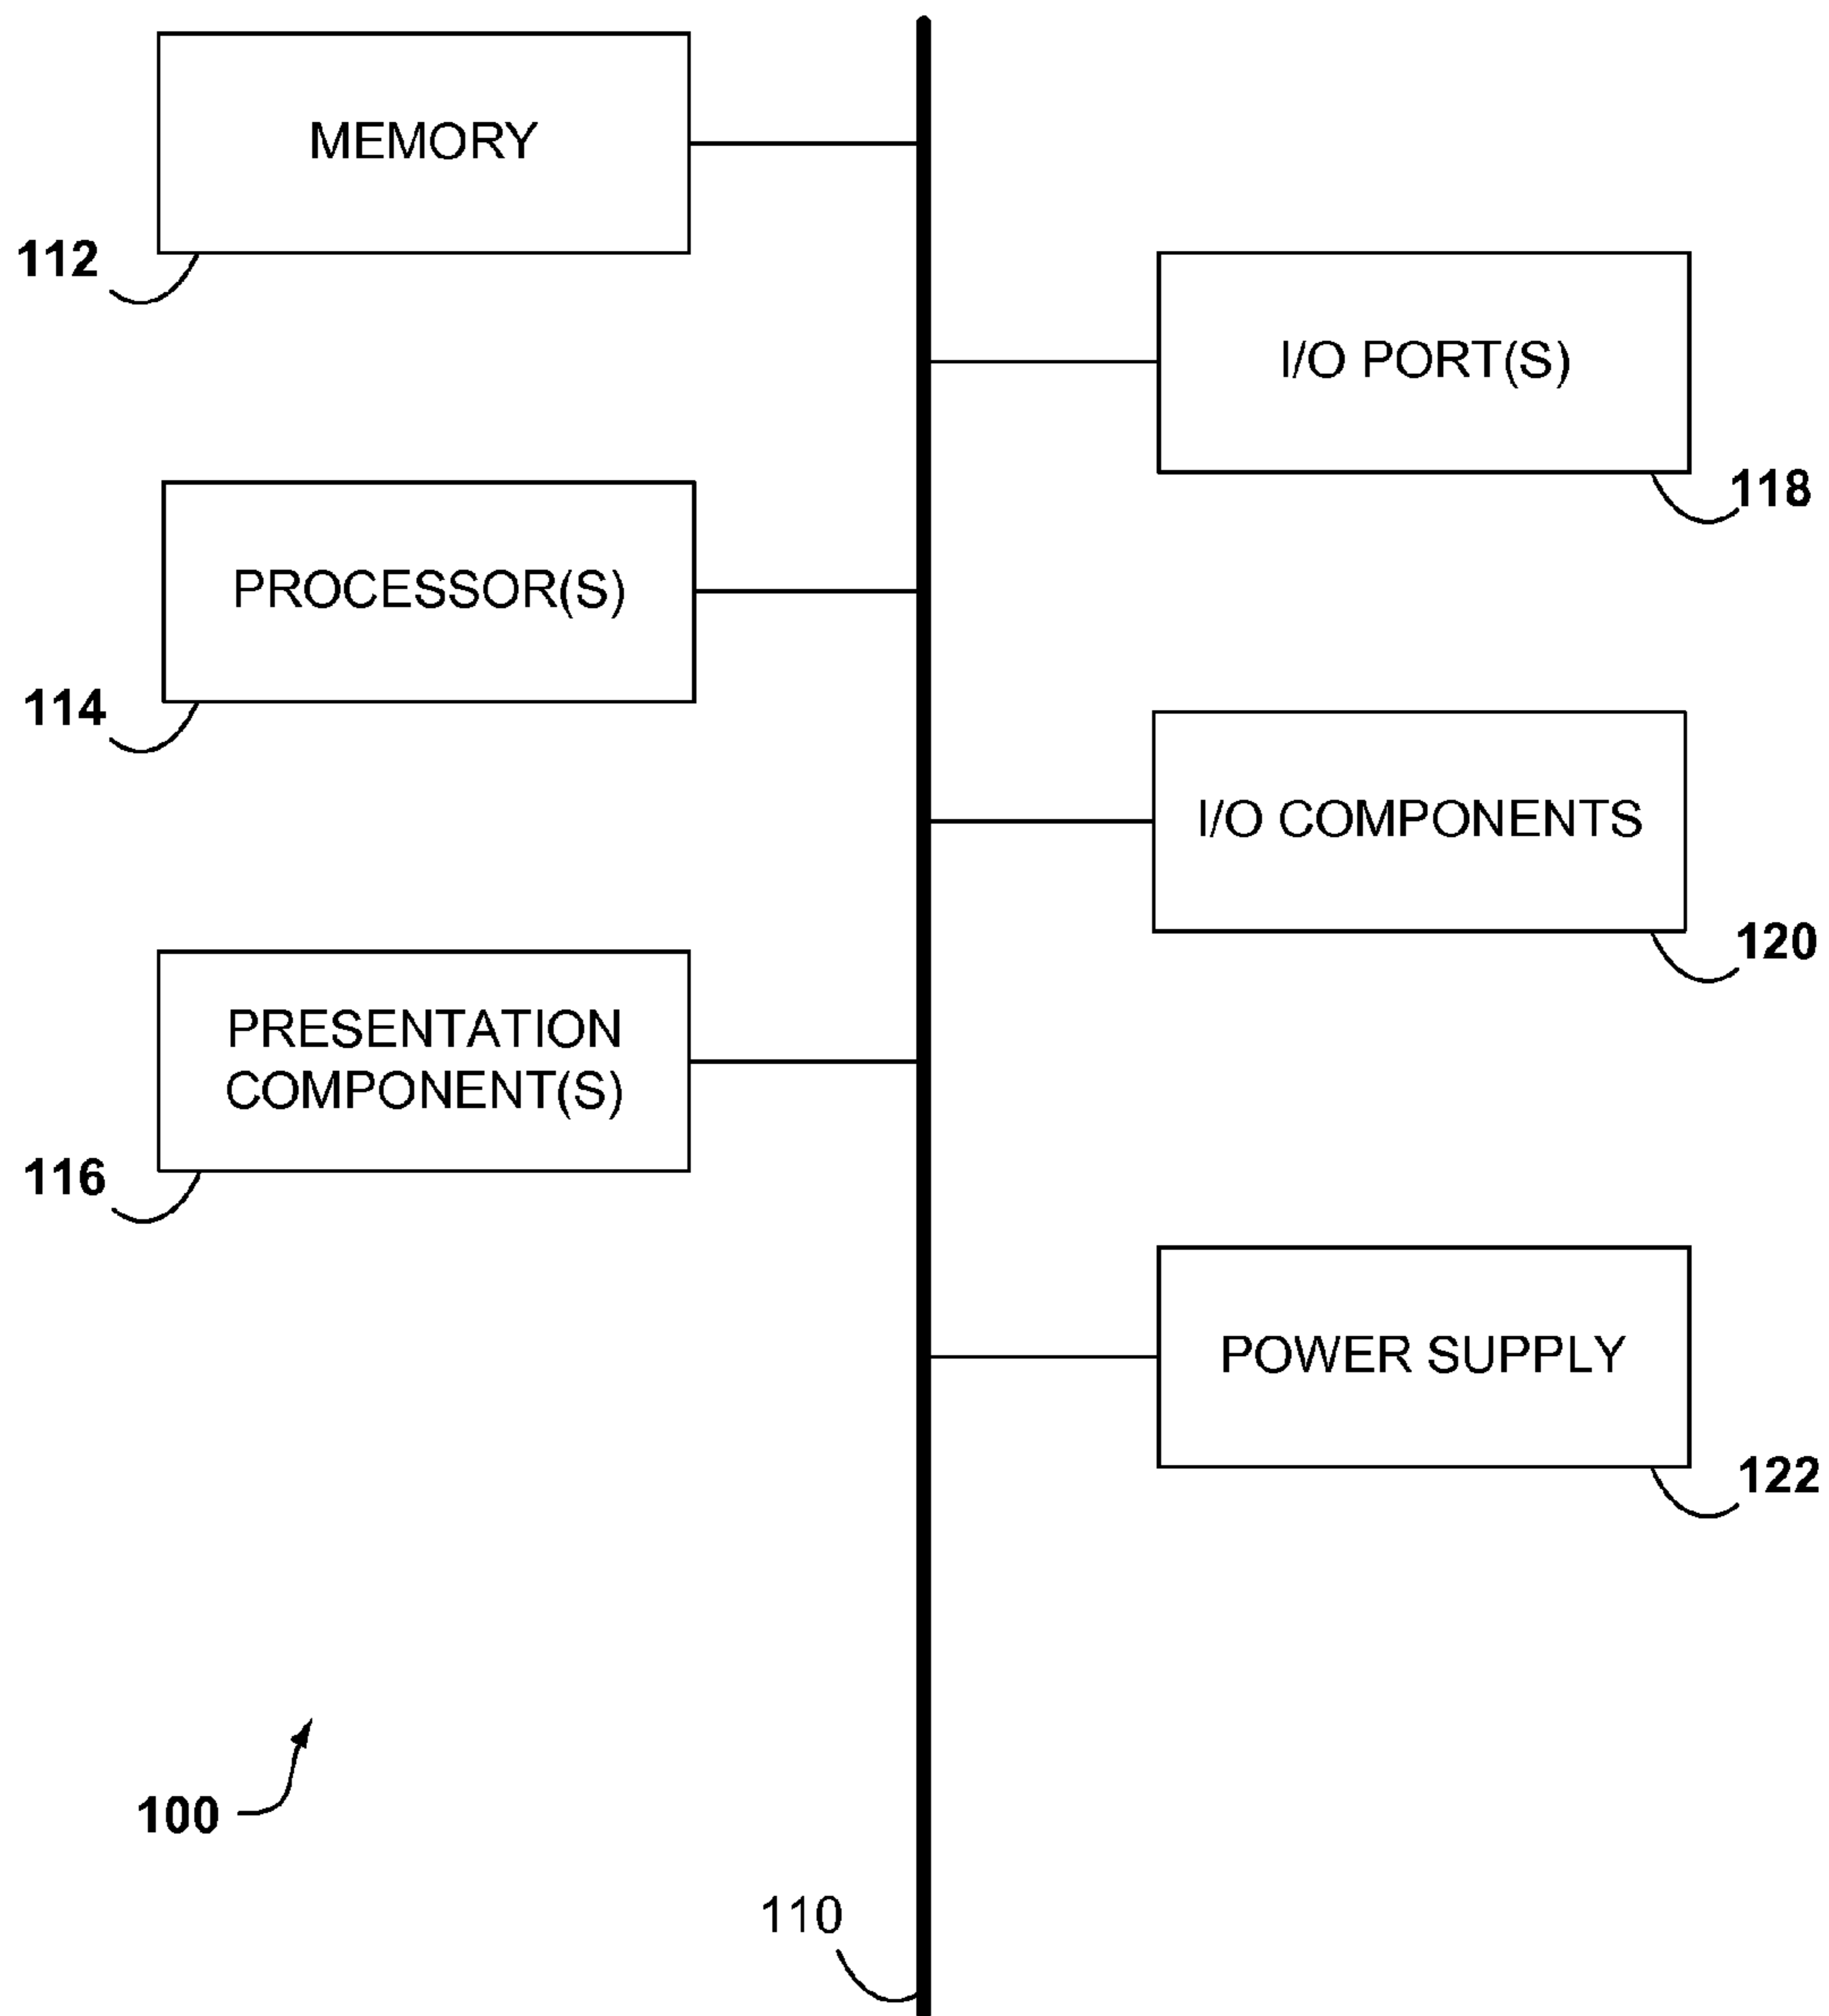 MEMORY
112
I/O PORT(S)
118
PROCESSOR(S)
114
I/O COMPONENTS
120
PRESENTATION
COMPONENT(S)
116
POWER SUPPLY
122
100
110